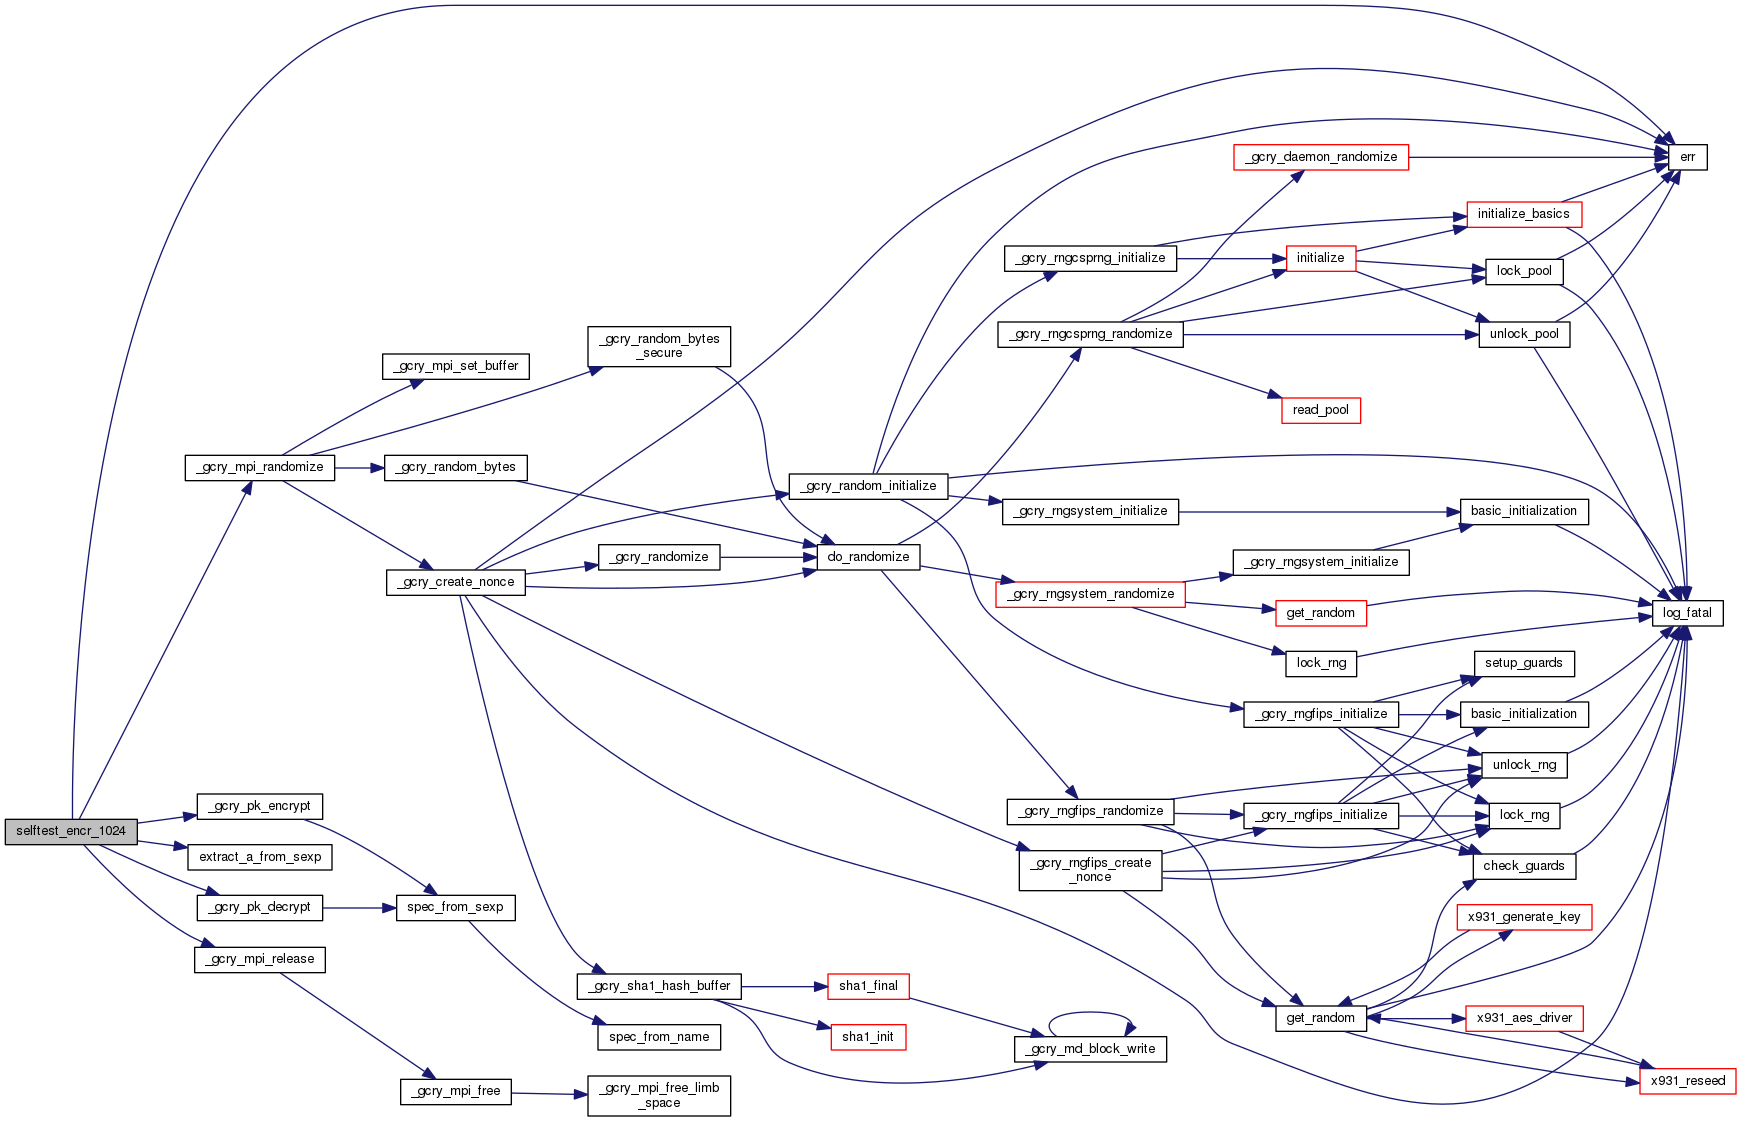 err
_gcry_daemon_randomize
initialize_basics
_gcry_rngcsprng_initialize
initialize
lock_pool
_gcry_rngcsprng_randomize
unlock_pool
_gcry_random_bytes
_secure
_gcry_mpi_set_buffer
read_pool
_gcry_mpi_randomize
_gcry_random_bytes
_gcry_random_initialize
_gcry_rngsystem_initialize
basic_initialization
_gcry_randomize
do_randomize
_gcry_rngsystem_initialize
_gcry_create_nonce
_gcry_rngsystem_randomize
get_random
log_fatal
lock_rng
setup_guards
_gcry_rngfips_initialize
basic_initialization
unlock_rng
_gcry_pk_encrypt
_gcry_rngfips_randomize
_gcry_rngfips_initialize
lock_rng
selftest_encr_1024
extract_a_from_sexp
_gcry_rngfips_create
_nonce
check_guards
_gcry_pk_decrypt
spec_from_sexp
x931_generate_key
_gcry_mpi_release
_gcry_sha1_hash_buffer
sha1_final
get_random
x931_aes_driver
spec_from_name
sha1_init
_gcry_md_block_write
x931_reseed
_gcry_mpi_free
_gcry_mpi_free_limb
_space